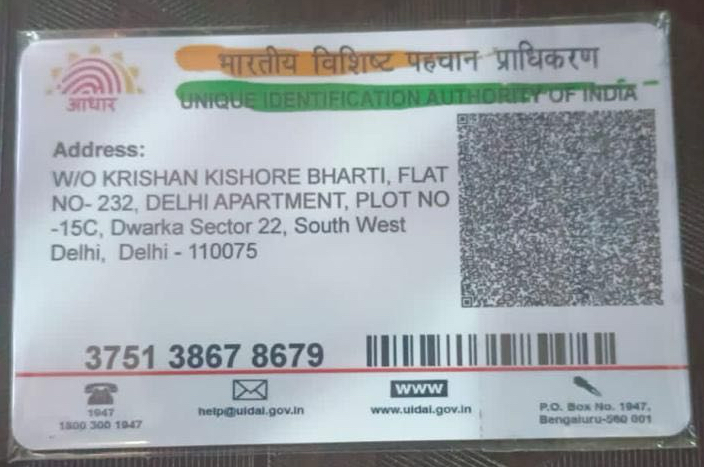 भारतीय विशिष्ट पहचान प्राधिकरण
आधार
UNIQUE IDENTIFICATION AUTHORITY OF INDIA
Address:
W/O KRISHAN KISHORE BHARTI, FLAT
NO- 232, DELHI APARTMENT, PLOT NO
-15C, Dwarka Sector 22, South West
Delhi, Delhi - 110075
3751 3867 8679
1947
1800 300 1947
help@uidai.gov.in
www
www.uidai.gov.in
P.O. Box No. 1947,
Bengaluru-560 001